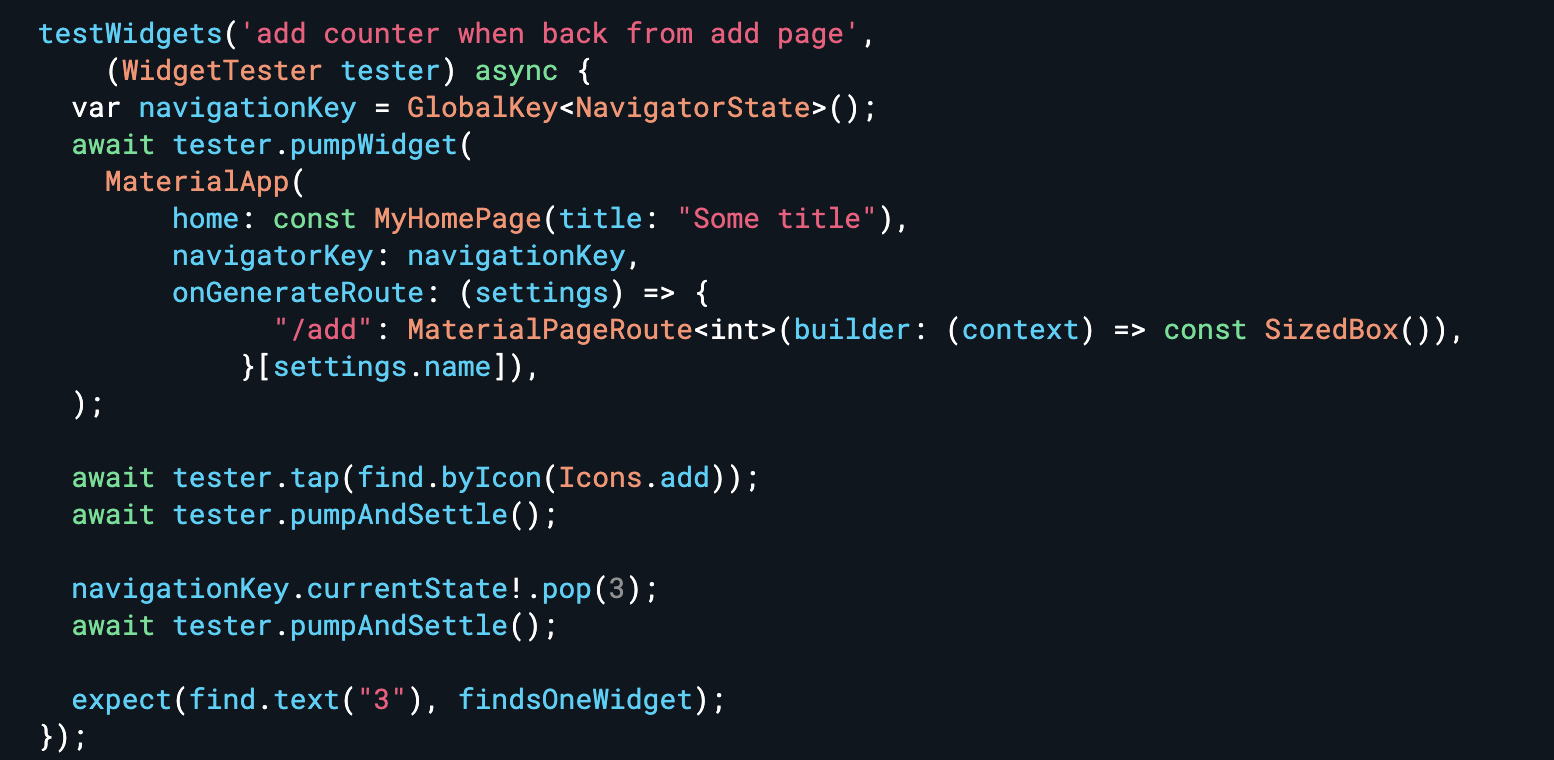 testWidgets('add counter when back from add page',
    (WidgetTester tester) async {
  var navigationKey = GlobalKey<NavigatorState>();
  await tester.pumpWidget(
    MaterialApp(
        home: const MyHomePage(title: "Some title"),
        navigatorKey: navigationKey,
        onGenerateRoute: (settings) => {
              "/add": MaterialPageRoute<int>(builder: (context) => const SizedBox()),
            }[settings.name]),
  );

  await tester.tap(find.byIcon(Icons.add));
  await tester.pumpAndSettle();

  navigationKey.currentState!.pop(3);
  await tester.pumpAndSettle();

  expect(find.text("3"), findsOneWidget);
});